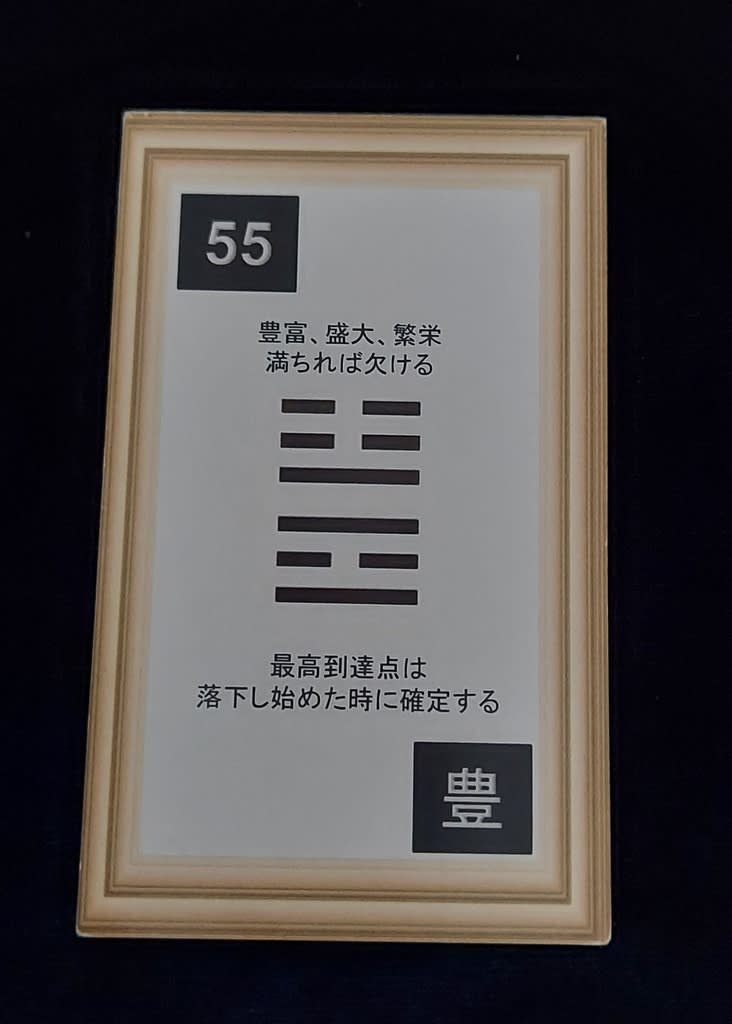 55
豊富、盛大、繁栄
満ちれば欠ける
最高到達点は
落下し始めた時に確定する
豊